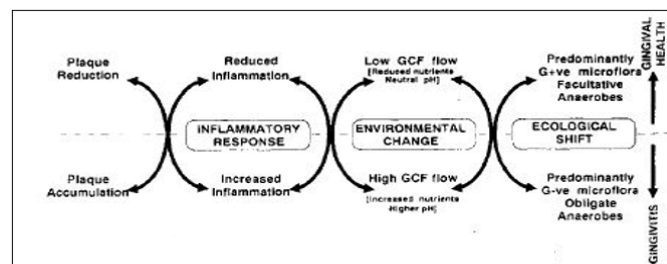 Plaque
Reduction
Reduced
Inflammation
Low GCF flow
[Reduced nutrients
Neutral pH]
Predominantly
G+ve microflora
Facultative
Anaerobes
GINGIVAL
HEALTH
INFLAMMATORY
RESPONSE
ENVIRONMENTAL
CHANGE
ECOLOGICAL
SHIFT
Plaque
Accumulation
Increased
Inflammation
High GCF flow
[Increased nutrients
Higher pH]
Predominantly
G-ve microflora
Obligate
Anaerobes
GINGIVITIS